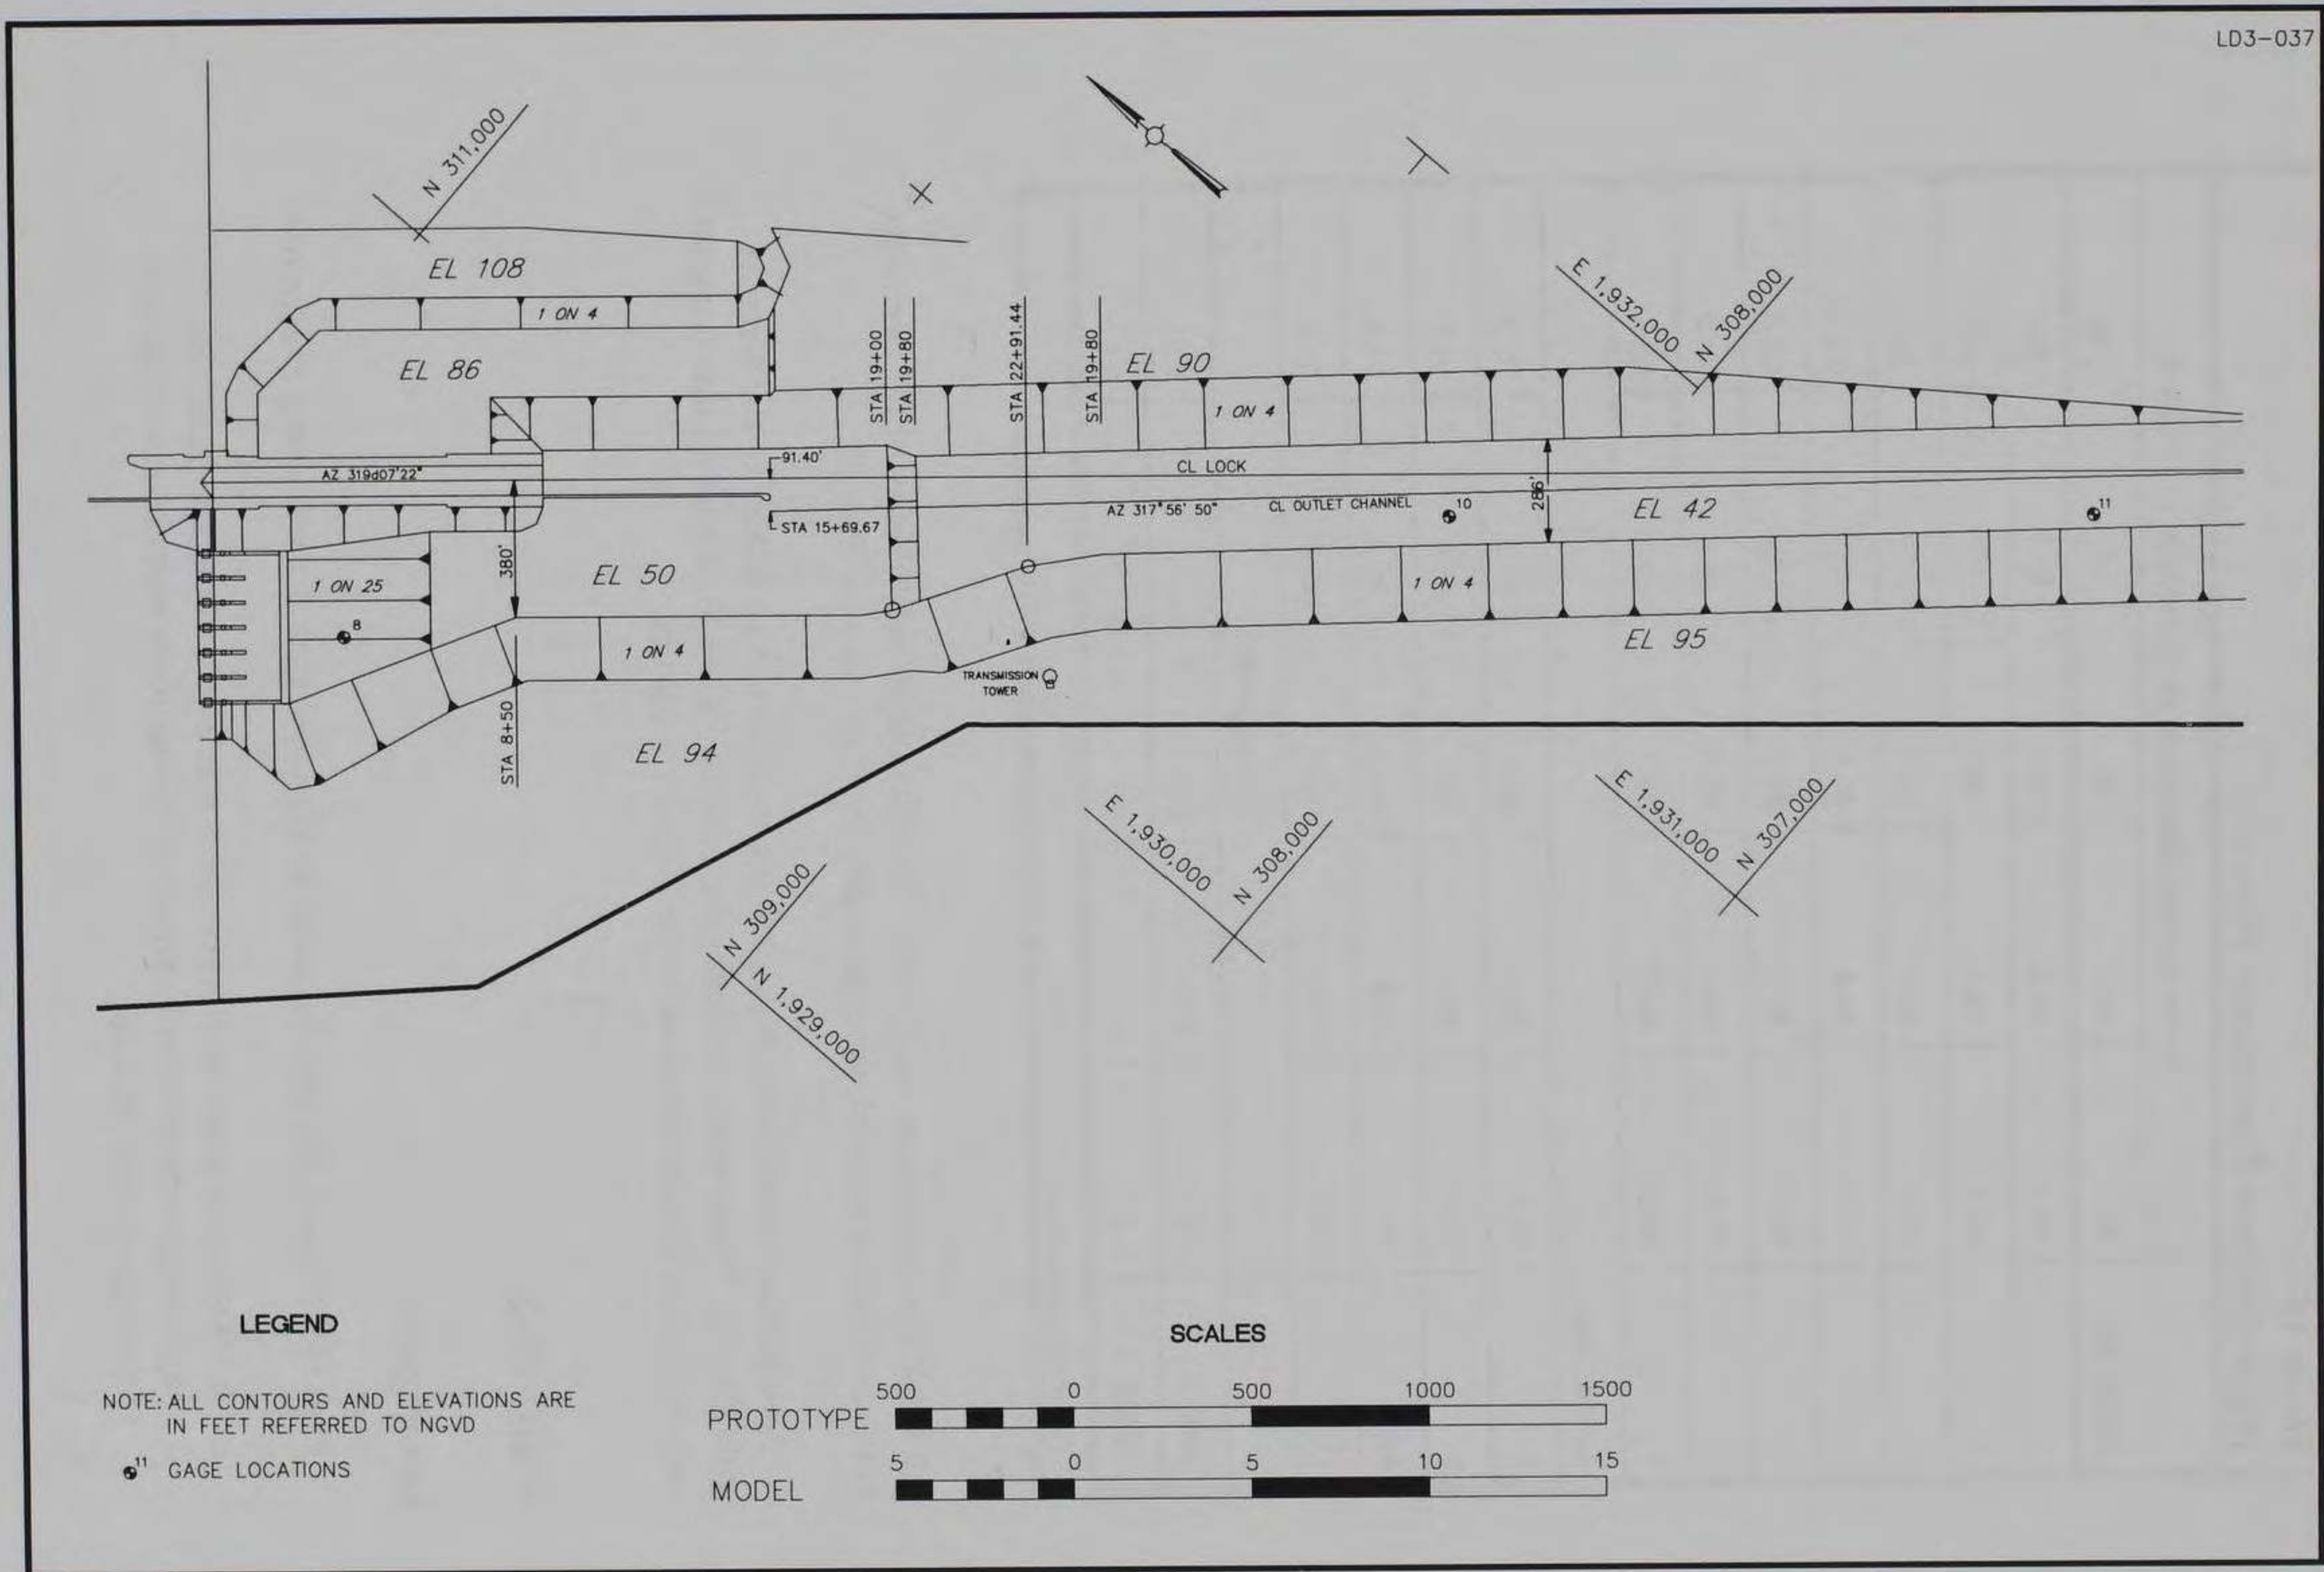 LD3-037
N 311,000
EL 108
1 ON 4
EL 86
AZ 319d07'22"
91.40'
STA 15+69.67
STA 19+00
STA 19+80
STA 22+91.44
STA 19+80
EL 90
1 ON 4
E 1,932,000
N 308,000
CL LOCK
AZ 317°56' 50"
CL OUTLET CHANNEL
10
286'
EL 42
11
380'
EL 50
1 ON 25
8
1 ON 4
1 ON 4
EL 95
TRANSMISSION
TOWER
STA 8+50
EL 94
E 1,930,000
N 308,000
E 1,931,000
N 307,000
N 309,000
N 1,929,000
LEGEND
NOTE: ALL CONTOURS AND ELEVATIONS ARE
IN FEET REFERRED TO NGVD
11 GAGE LOCATIONS
SCALES
500 0 500 1000 1500
PROTOTYPE
5 0 5 10 15
MODEL